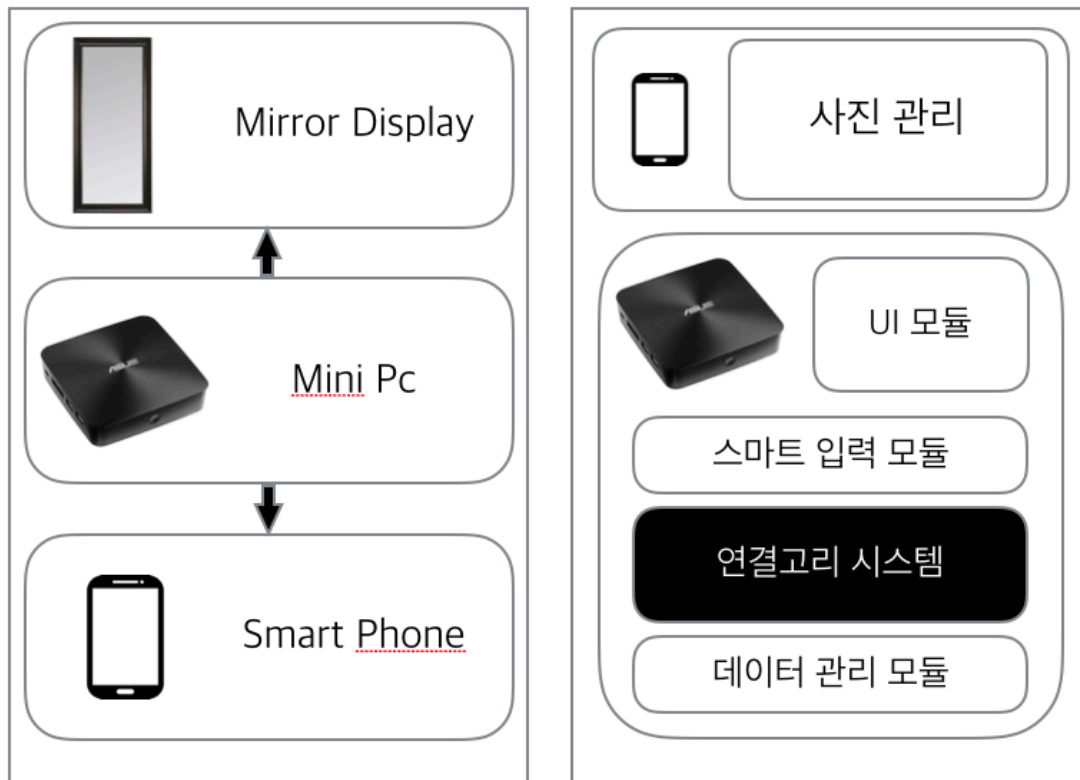 Mirror Display
Mini Pc
Smart Phone
사진 관리
UI 모듈
스마트 입력 모듈
연결고리 시스템
데이터 관리 모듈